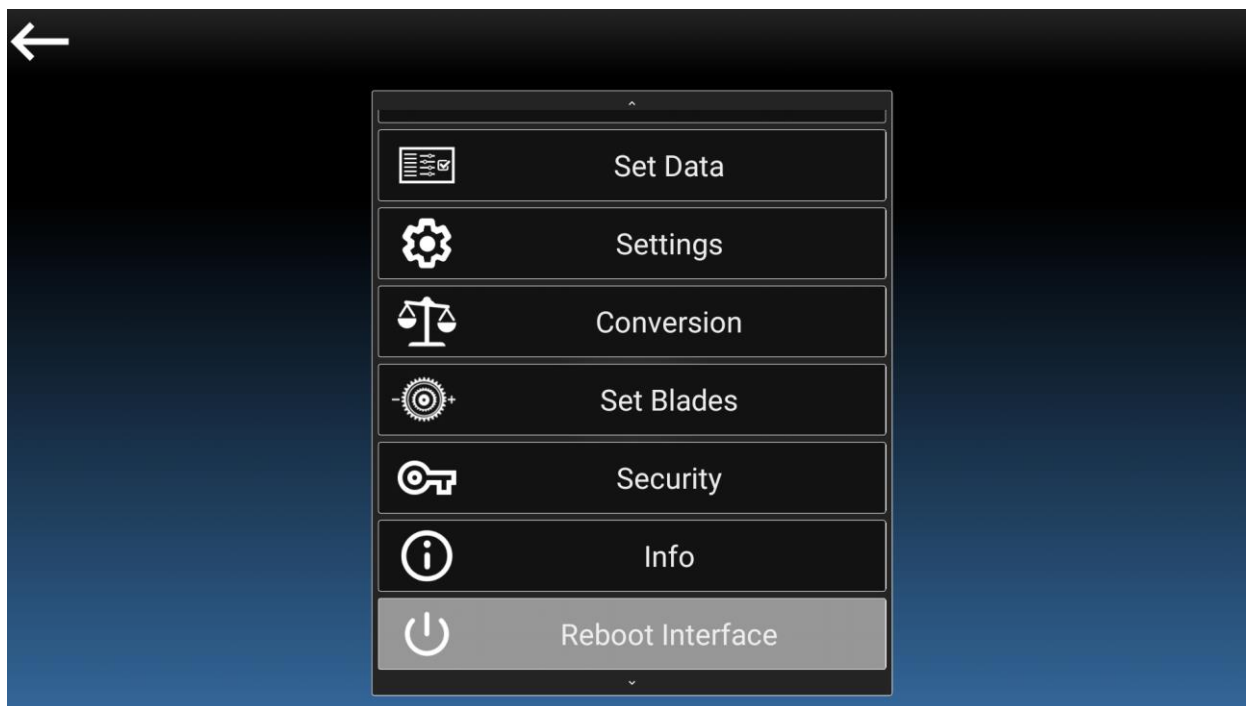 Set Data
Settings
Conversion
Set Blades
Security
Info
Reboot Interface